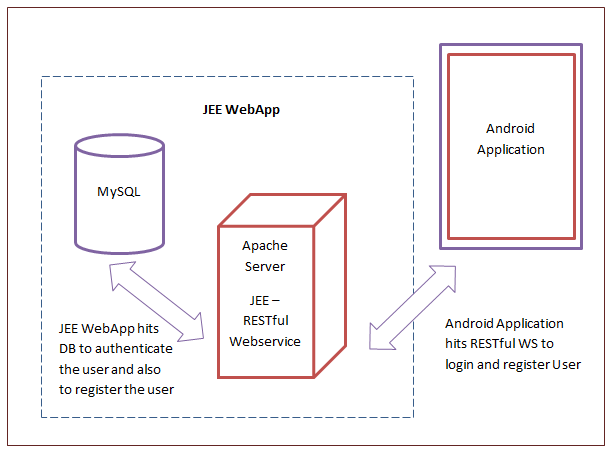 JEE WebApp
Android
Application
MySQL
Apache
Server
JEE –
RESTful
Webservice
JEE WebApp hits
DB to authenticate
the user and also
to register the user
Android Application
hits RESTful WS to
login and register User